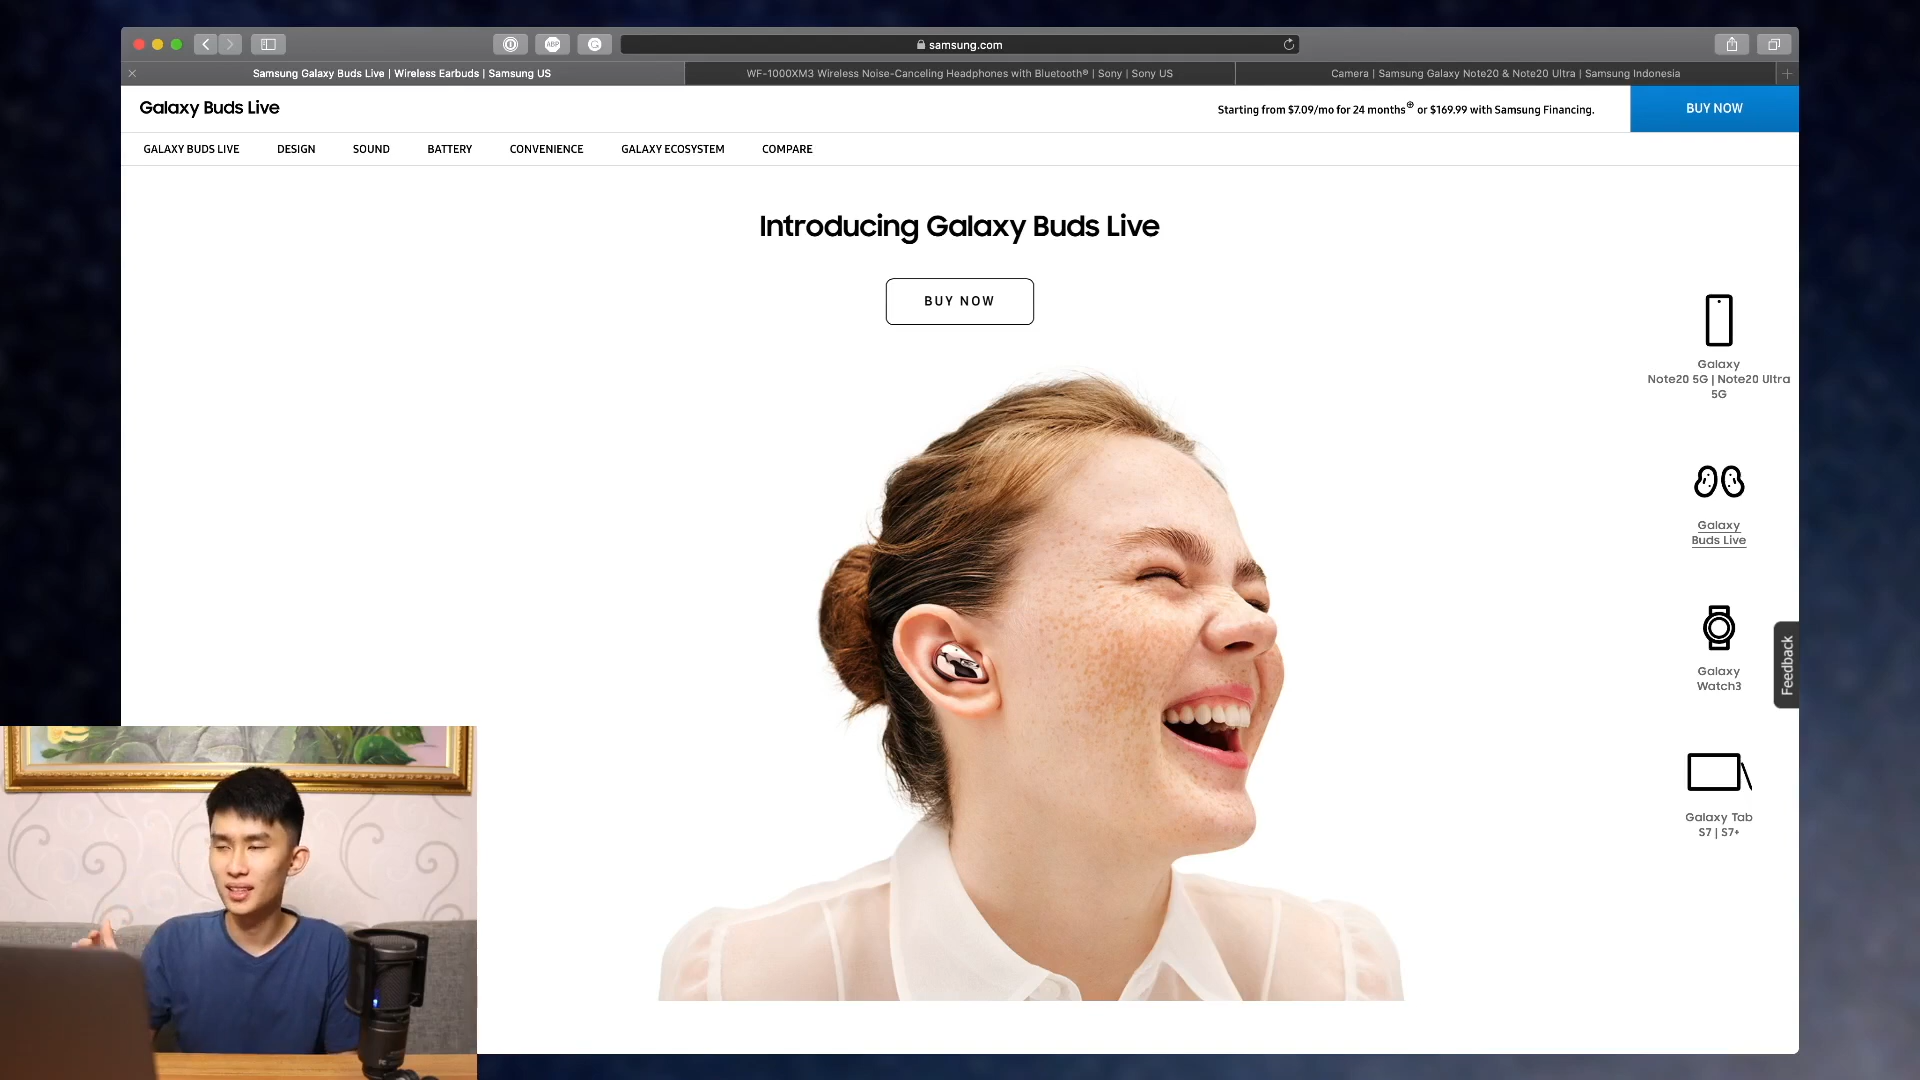 ABP
samsung.com
Samsung Galaxy Buds Live | Wireless Earbuds | Samsung US
WF-1000XM3 Wireless Noise-Canceling Headphones with Bluetooth® | Sony | Sony US
Camera | Samsung Galaxy Note20 & Note20 Ultra | Samsung Indonesia
Galaxy Buds Live
Starting from $7.09/mo for 24 months⊕ or $169.99 with Samsung Financing.
BUY NOW
GALAXY BUDS LIVE
DESIGN
SOUND
BATTERY
CONVENIENCE
GALAXY ECOSYSTEM
COMPARE
Introducing Galaxy Buds Live
BUY NOW
Galaxy
Note20 5G | Note20 Ultra
5G
Galaxy
Buds Live
Galaxy
Watch3
Feedback
Galaxy Tab
S7 | S7+